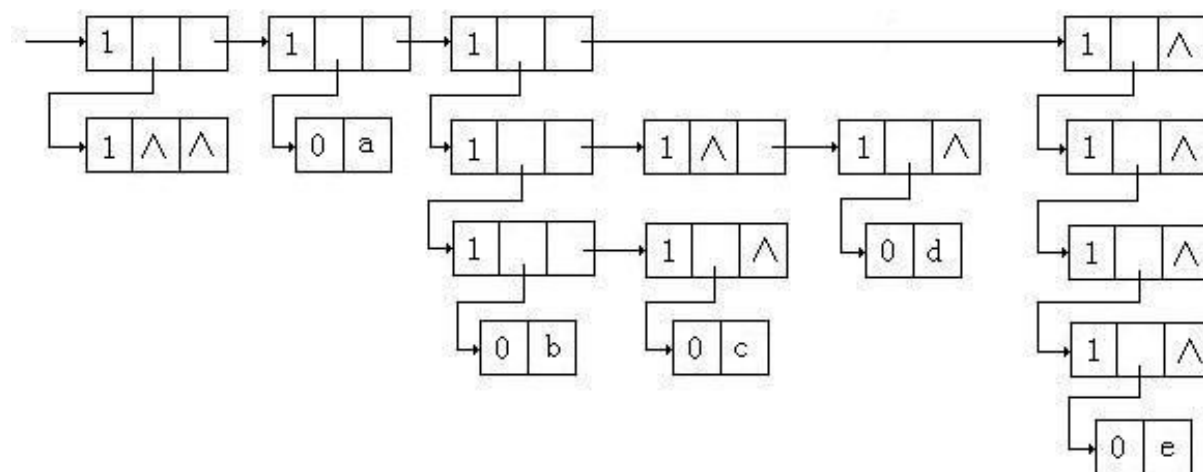 1 1 1 1 ∧
1 ∧ ∧ 0 a 1 1 ∧ 1 ∧ 1 ∧
1 1 ∧ 0 d 1 ∧
0 b 0 c 1 ∧
0 e